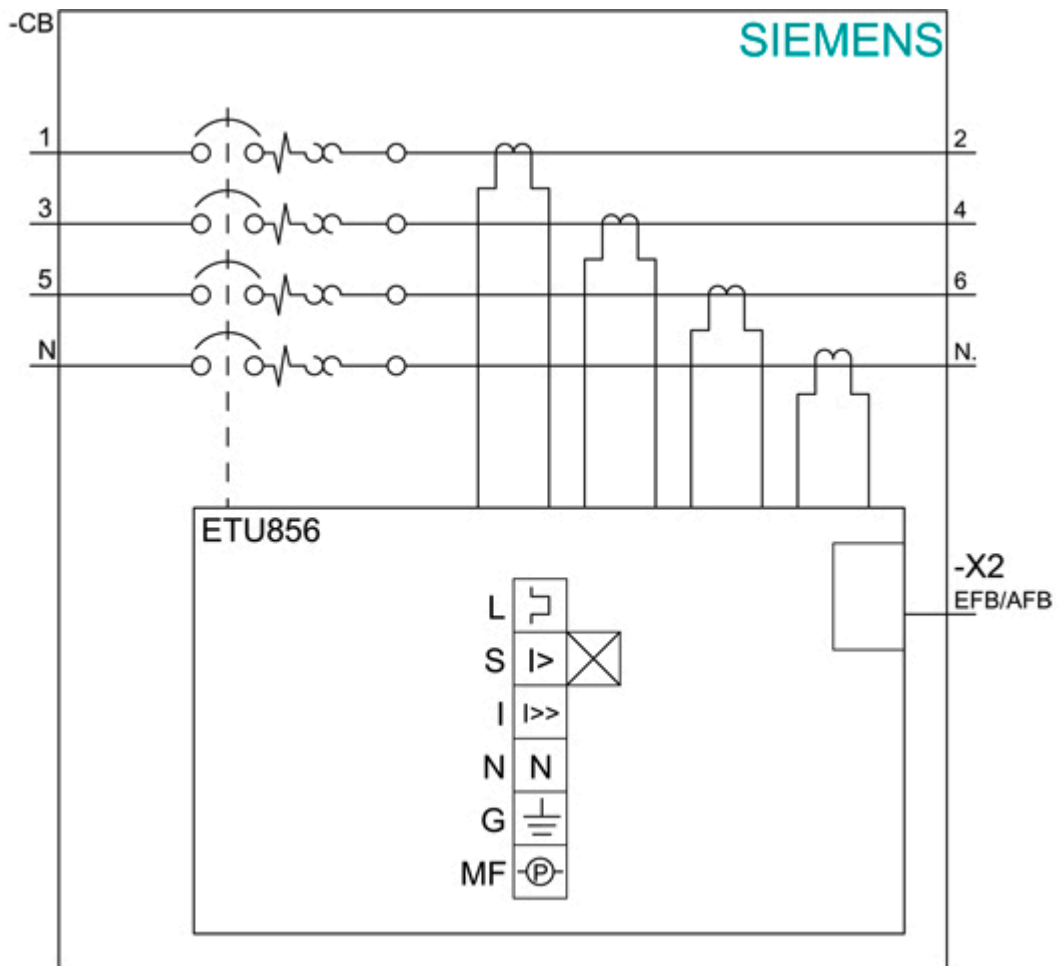 -CB
SIEMENS
1
2
3
4
5
6
N
N.
ETU856
-X2
EFB/AFB
L
S I>
I I>>
N N
G
MF P